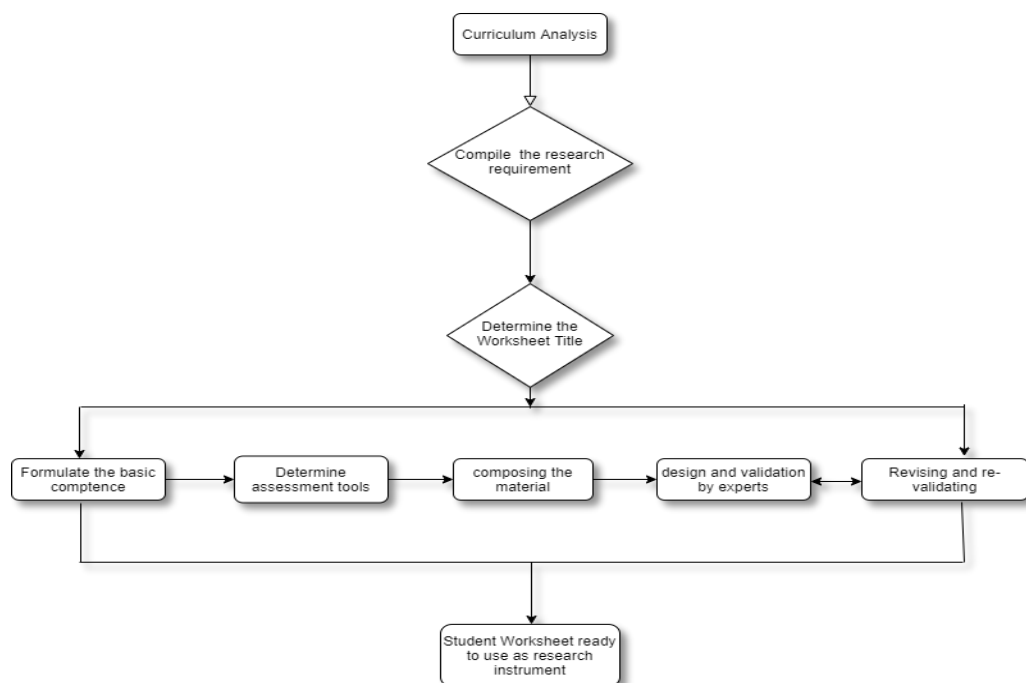 Curriculum Analysis
Compile the research
requirement
Determine the
Worksheet Title
Formulate the basic
comptence
Determine
assessment tools
composing the
material
design and validation
by experts
Revising and re-
validating
Student Worksheet ready
to use as research
instrument